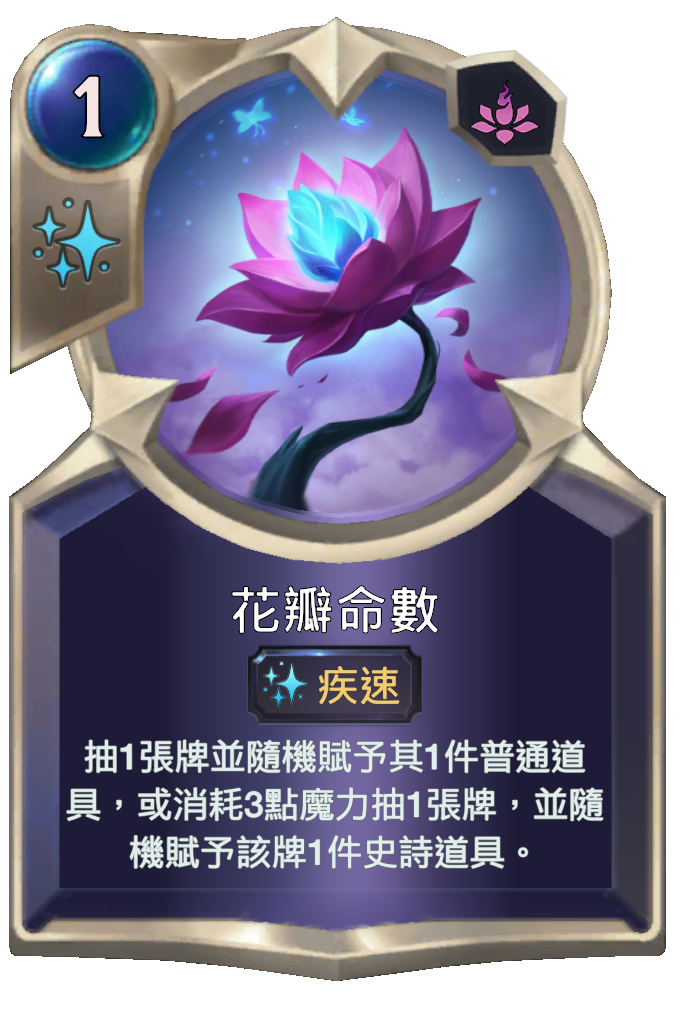 1
花瓣命數
疾速
抽1張牌並隨機賦予其1件普通道
具，或消耗3點魔力抽1張牌，並隨
機賦予該牌1件史詩道具。